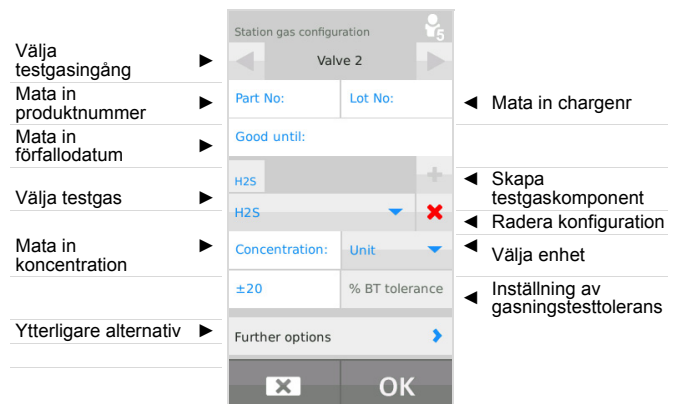 Välja
testgasingång
Mata in
produktnummer
Mata in
förfallodatum
Välja testgas
Mata in
koncentration
Ytterligare alternativ
Station gas configuration
5
Valve 2
Part No:
Lot No:
Good until:
H2S
H2S
Concentration:
Unit
±20
% BT tolerance
Further options
OK
Mata in chargenr
Skapa
testgaskomponent
Radera konfiguration
Välja enhet
Inställning av
gasningstesttolerans